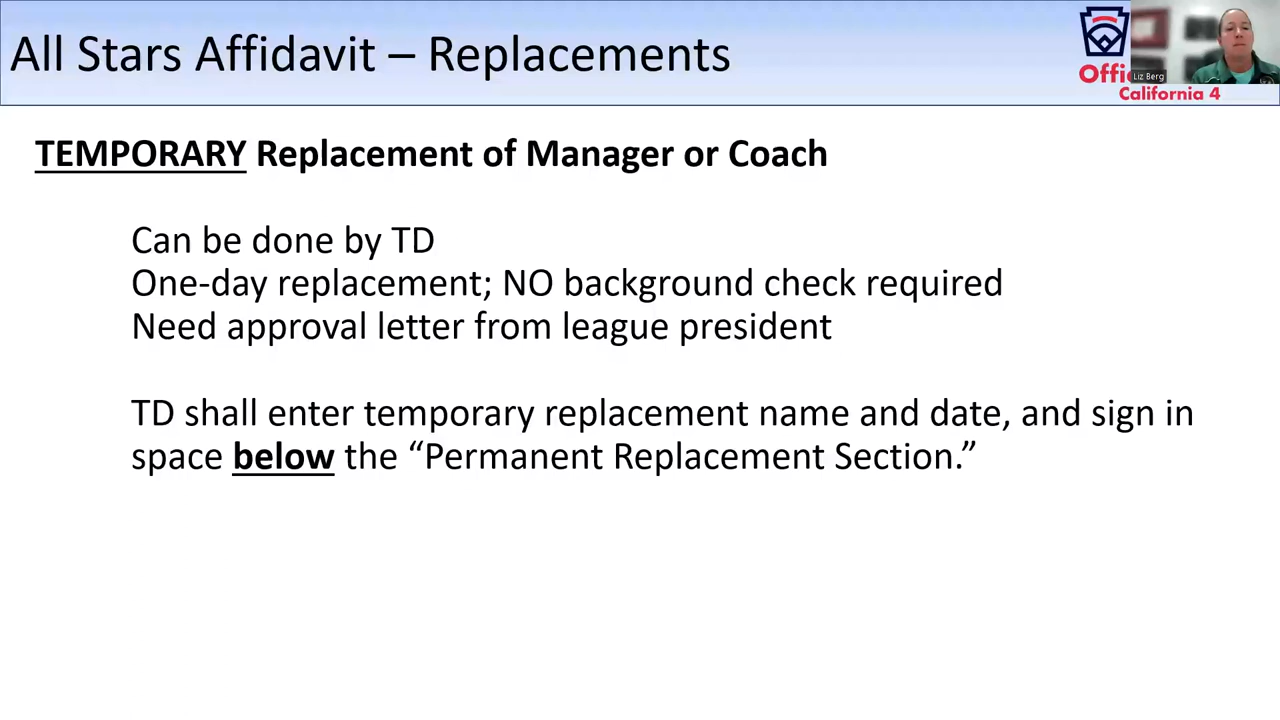 All Stars Affidavit – Replacements
Liz Berg
California 4
TEMPORARY Replacement of Manager or Coach
Can be done by TD
One-day replacement; NO background check required
Need approval letter from league president
TD shall enter temporary replacement name and date, and sign in
space below the “Permanent Replacement Section.”